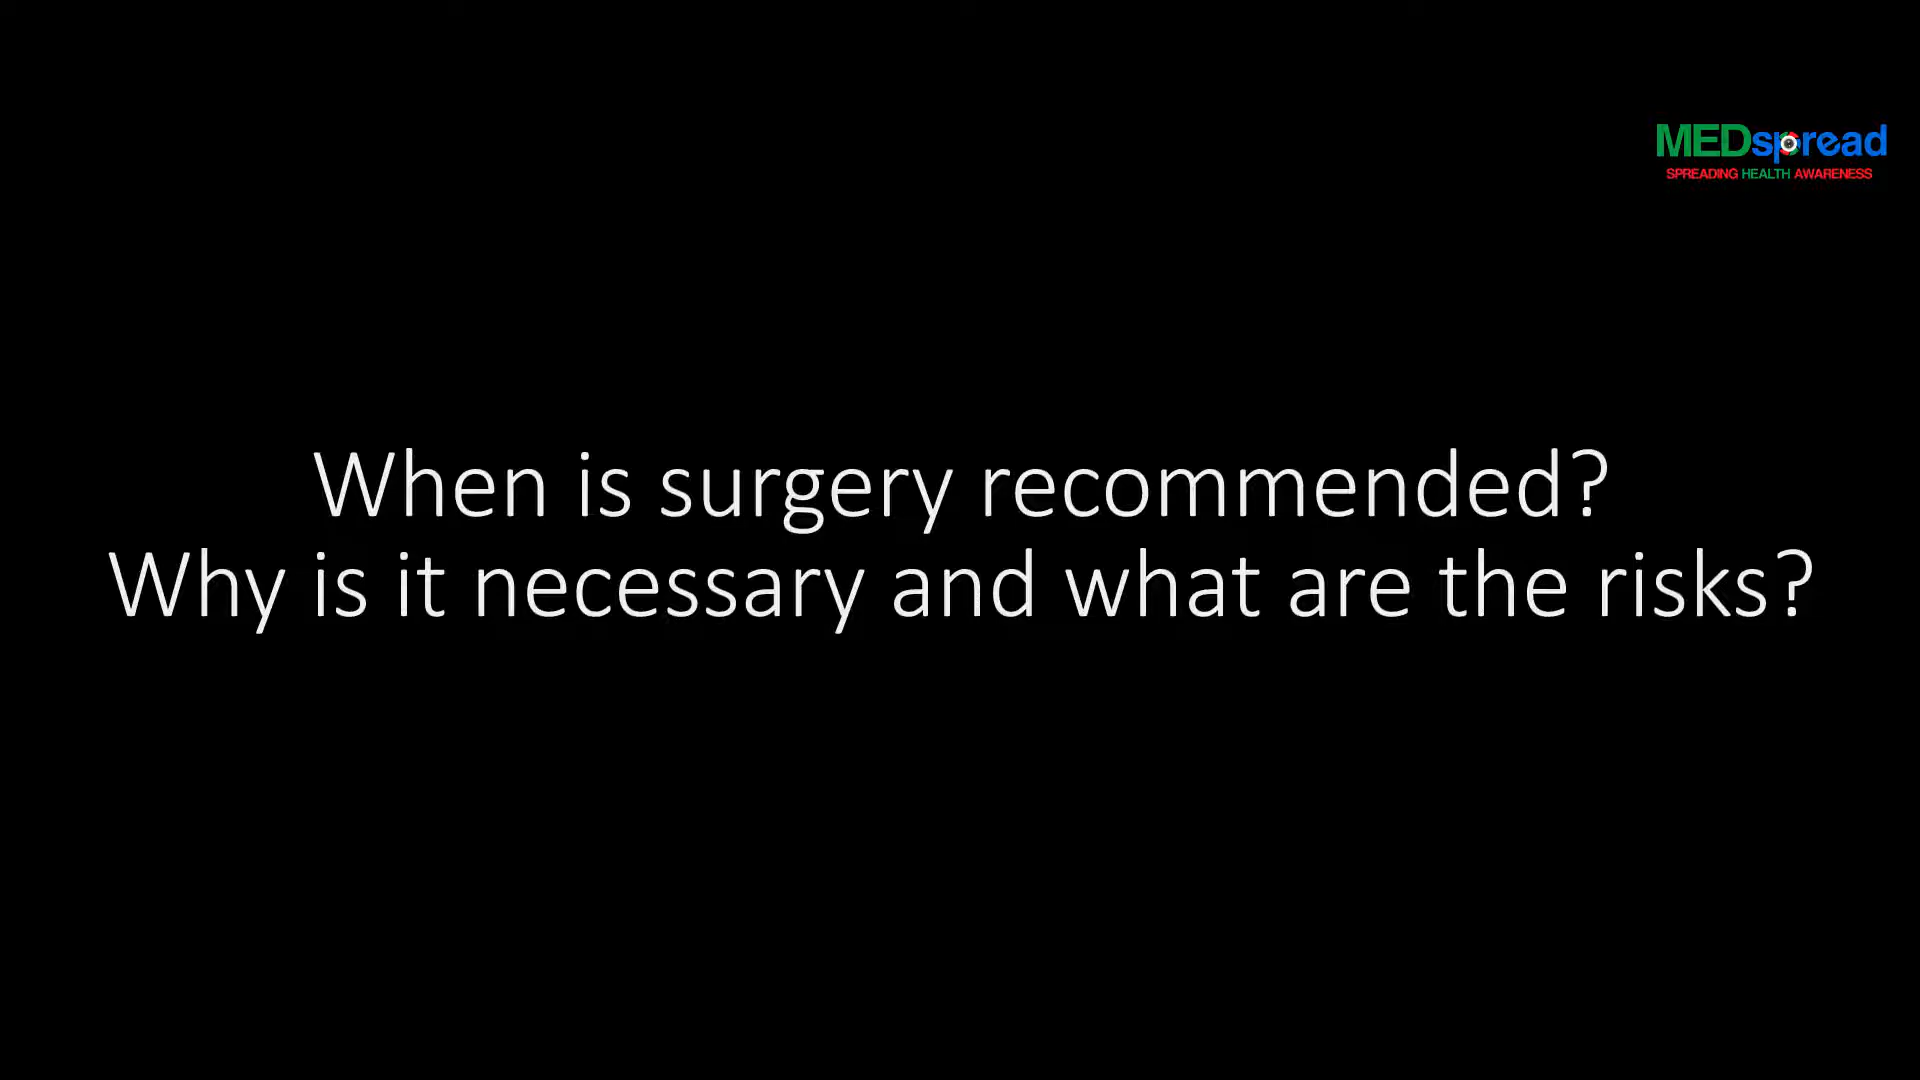 MEDspread
SPREADING HEALTH AWARENESS
When is surgery recommended?
Why is it necessary and what are the risks?